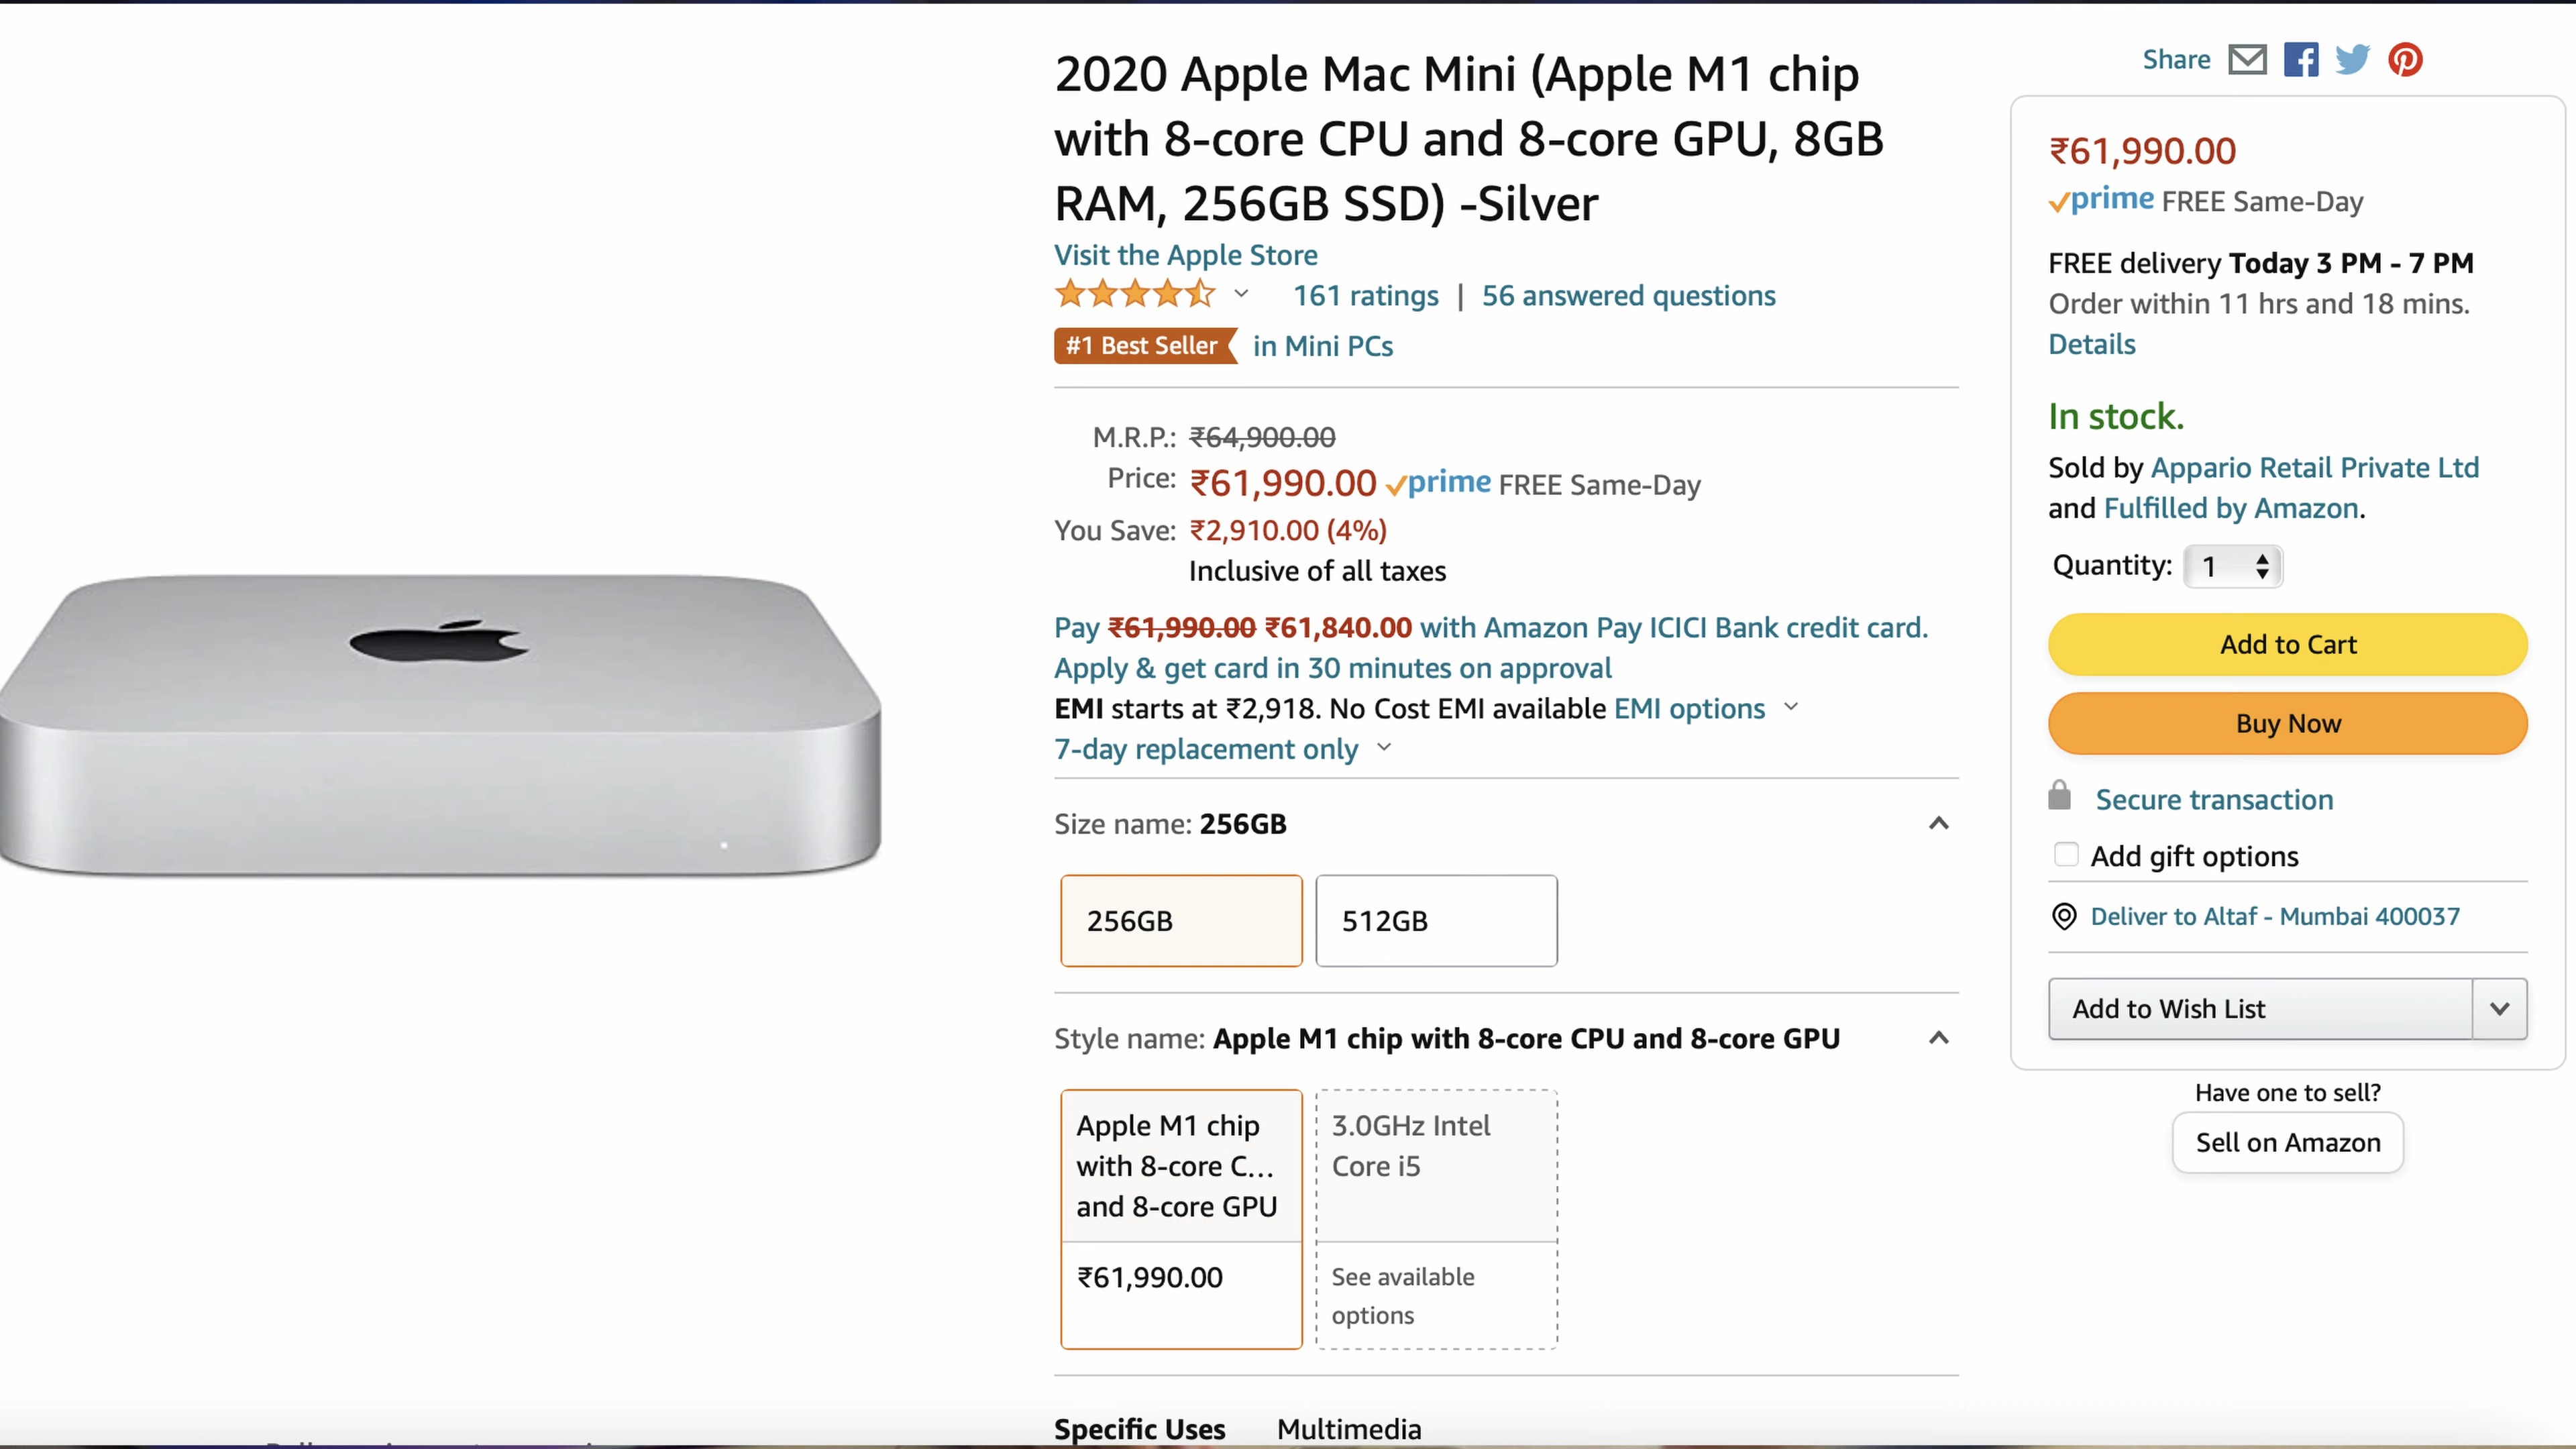 2020 Apple Mac Mini (Apple M1 chip
with 8-core CPU and 8-core GPU, 8GB
RAM, 256GB SSD) -Silver
Visit the Apple Store
161 ratings | 56 answered questions
#1 Best Seller in Mini PCs
M.R.P.: ₹64,900.00
Price: ₹61,990.00 prime FREE Same-Day
You Save: ₹2,910.00 (4%)
Inclusive of all taxes
Pay ₹61,990.00 ₹61,840.00 with Amazon Pay ICICI Bank credit card.
Apply & get card in 30 minutes on approval
EMI starts at ₹2,918. No Cost EMI available EMI options
7-day replacement only
Size name: 256GB
256GB
512GB
Style name: Apple M1 chip with 8-core CPU and 8-core GPU
Apple M1 chip
with 8-core C...
and 8-core GPU
₹61,990.00
3.0GHz Intel
Core i5
See available
options
Specific Uses Multimedia
Share
₹61,990.00
prime FREE Same-Day
FREE delivery Today 3 PM - 7 PM
Order within 11 hrs and 18 mins.
Details
In stock.
Sold by Appario Retail Private Ltd
and Fulfilled by Amazon.
Quantity: 1
Add to Cart
Buy Now
Secure transaction
Add gift options
Deliver to Altaf - Mumbai 400037
Add to Wish List
Have one to sell?
Sell on Amazon